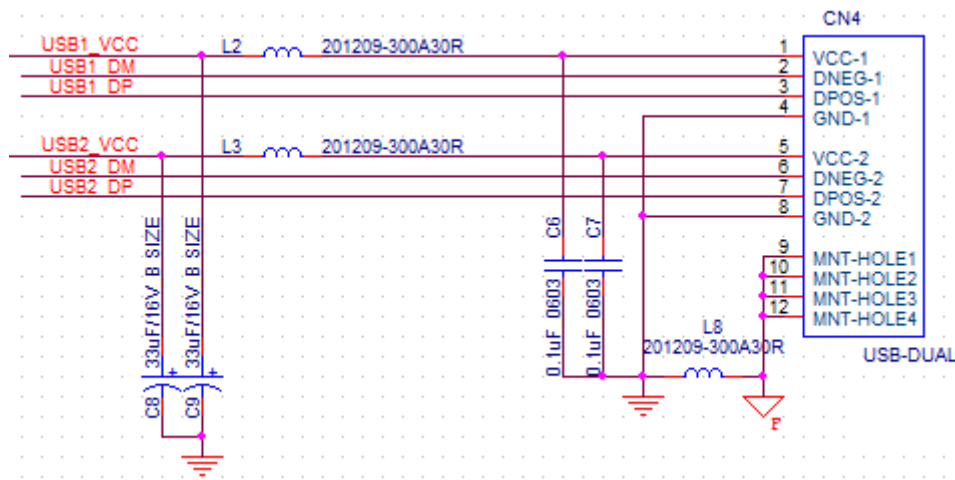 CN4
USB1_VCC
L2
201209-300A30R
1
VCC-1
USB1_DM
2
DNEG-1
USB1_DP
3
DPOS-1
4
GND-1
USB2_VCC
L3
201209-300A30R
5
VCC-2
USB2_DM
6
DNEG-2
USB2_DP
7
DPOS-2
8
GND-2
33uF/16V B SIZE
33uF/16V B SIZE
C6
C7
0.1uF 0603
0.1uF 0603
9
MNT-HOLE1
10
MNT-HOLE2
11
MNT-HOLE3
12
MNT-HOLE4
L8
201209-300A30R
USB-DUAL
+
+
C8
C9
F